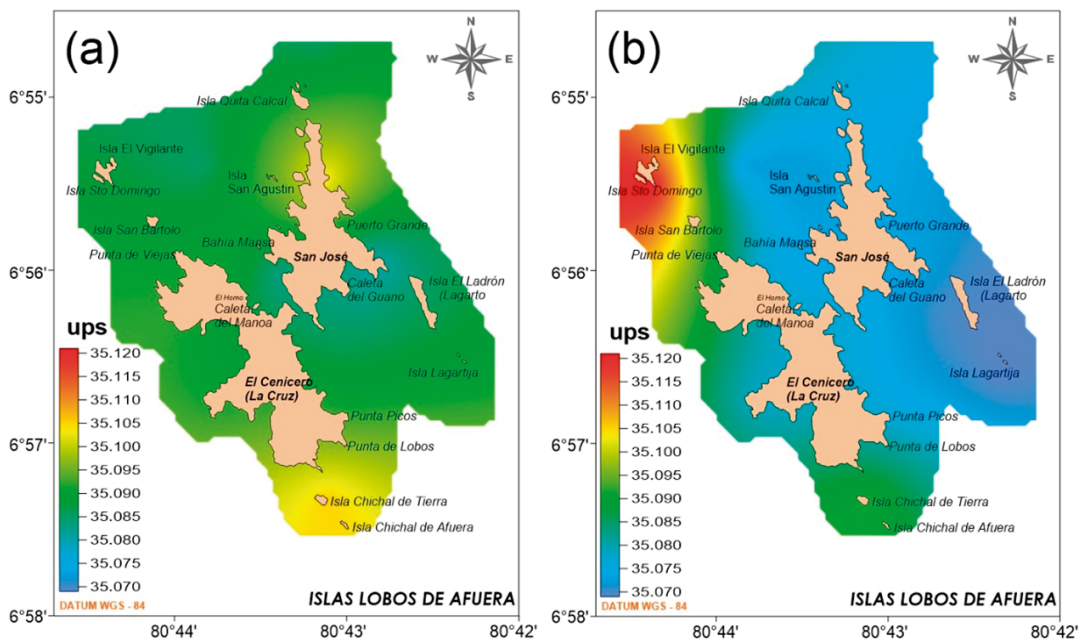 (a)
N
W E
S
6°55'
6°56'
6°57'
6°58'
Isla Quita Calcal
Isla El Vigilante
Isla Sto Domingo
Isla
San Agustin
Isla San Bartolo
Bahía Mansa
Puerto Grande
Punta de Viejas
San José
Caleta
del Guano
Isla El Ladrón
(Lagarto
El Horno
Caleta
del Manoa
Isla Lagartija
El Cenicero
(La Cruz)
Punta Picos
Punta de Lobos
Isla Chichal de Tierra
Isla Chichal de Afuera
ups
35.120
35.115
35.110
35.105
35.100
35.095
35.090
35.085
35.080
35.075
35.070
DATUM WGS - 84
ISLAS LOBOS DE AFUERA
80°44' 80°43' 80°42'
(b)
N
W E
S
6°55'
6°56'
6°57'
6°58'
Isla Quita Calcal
Isla El Vigilante
Isla Sto Domingo
Isla
San Agustin
Isla San Bartolo
Bahía Mansa
Puerto Grande
Punta de Viejas
San José
Caleta
del Guano
Isla El Ladrón
(Lagarto
El Horno
Caleta
del Manoa
Isla Lagartija
El Cenicero
(La Cruz)
Punta Picos
Punta de Lobos
Isla Chichal de Tierra
Isla Chichal de Afuera
ups
35.120
35.115
35.110
35.105
35.100
35.095
35.090
35.085
35.080
35.075
35.070
DATUM WGS - 84
ISLAS LOBOS DE AFUERA
80°44' 80°43' 80°42'